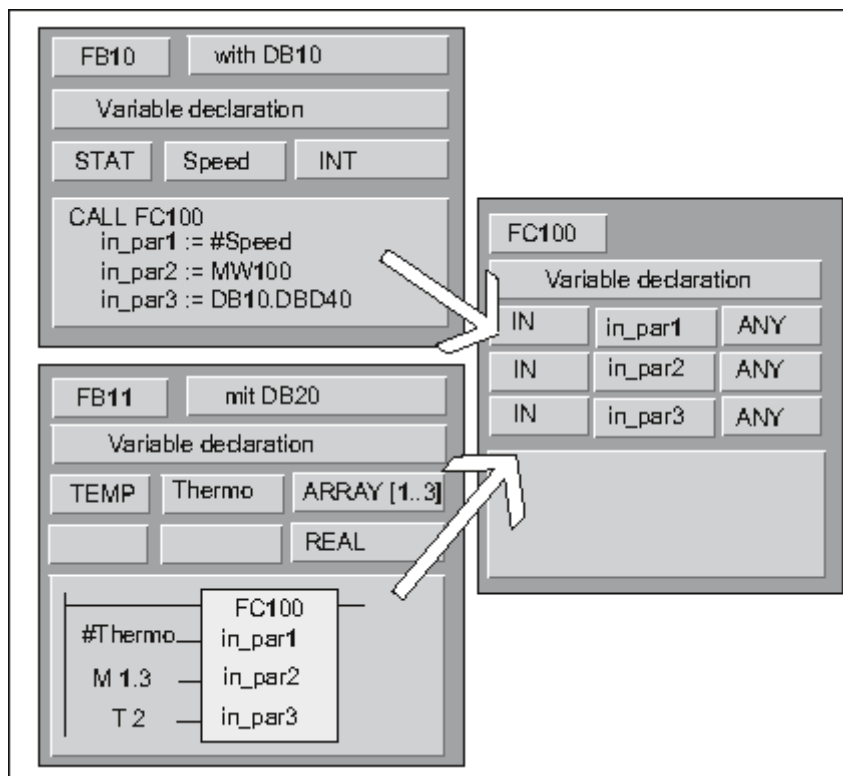 FB10 with DB10
Variable declaration
STAT Speed INT
CALL FC100
in_par1 := #Speed
in_par2 := MW100
in_par3 := DB10.DBD40
FB11 mit DB20
Variable declaration
TEMP Thermo ARRAY [1..3]
REAL
FC100
#Thermo in_par1
M 1.3 in_par2
T 2 in_par3
FC100
Variable declaration
IN in_par1 ANY
IN in_par2 ANY
IN in_par3 ANY